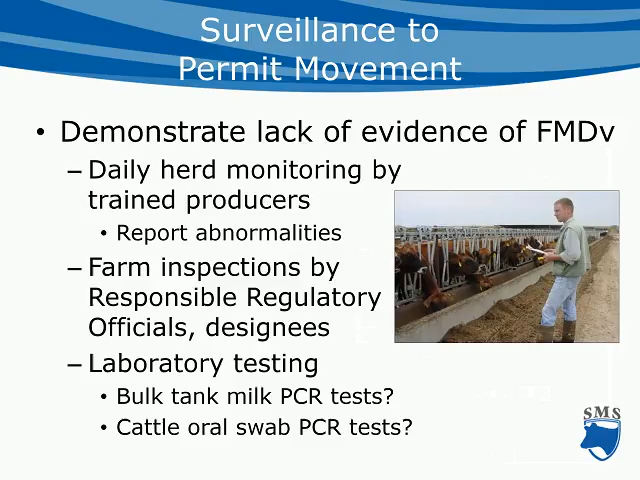 Surveillance to
Permit Movement
• Demonstrate lack of evidence of FMDv
– Daily herd monitoring by
trained producers
• Report abnormalities
– Farm inspections by
Responsible Regulatory
Officials, designees
– Laboratory testing
• Bulk tank milk PCR tests?
• Cattle oral swab PCR tests?
SMS